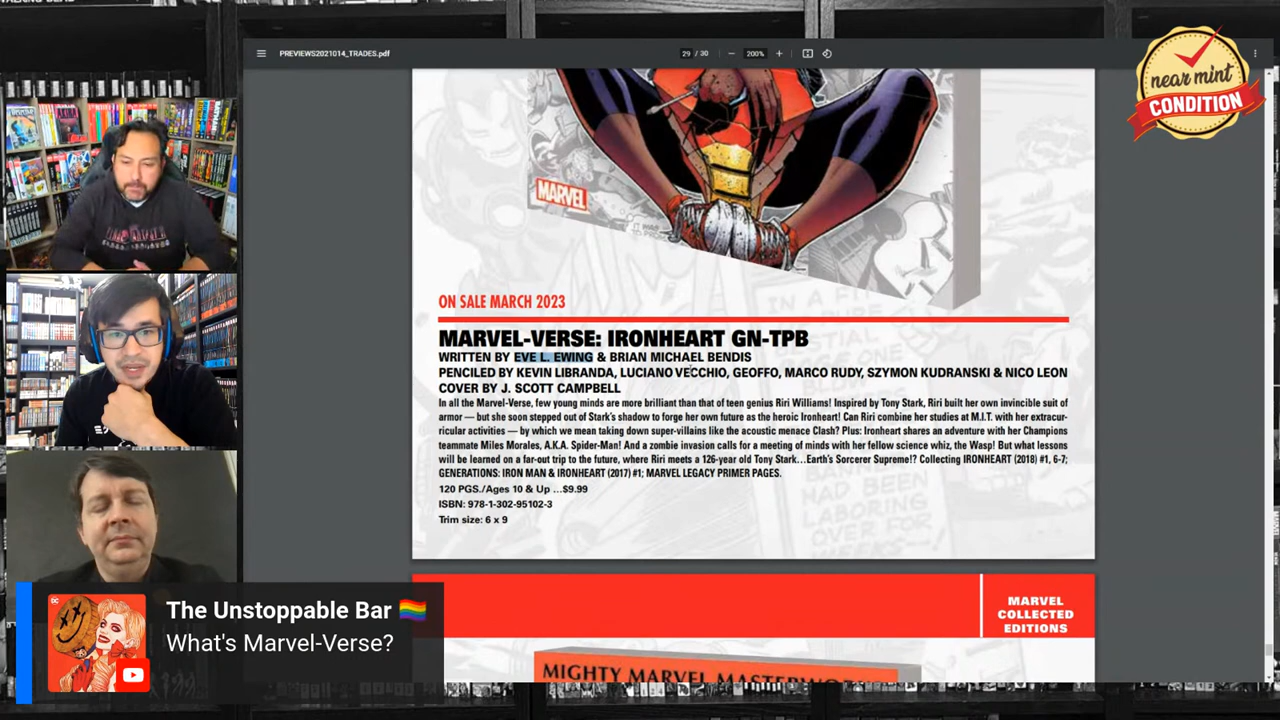 PREVIEWS2021014_TRADES.pdf
29 / 30
200%
near mint
CONDITION
MARVEL
ON SALE MARCH 2023
MARVEL-VERSE: IRONHEART GN-TPB
WRITTEN BY EVE L. EWING & BRIAN MICHAEL BENDIS
PENCILED BY KEVIN LIBRANDA, LUCIANO VECCHIO, GEOFFO, MARCO RUDY, SZYMON KUDRANSKI & NICO LEON
COVER BY J. SCOTT CAMPBELL
In all the Marvel-Verse, few young minds are more brilliant than that of teen genius Riri Williams! Inspired by Tony Stark, Riri built her own invincible suit of
armor — but she soon stepped out of Stark's shadow to forge her own future as the heroic Ironheart! Can Riri combine her studies at M.I.T. with her extracur-
ricular activities — by which we mean taking down super-villains like the acoustic menace Clash? Plus: Ironheart shares an adventure with her Champions
teammate Miles Morales, A.K.A. Spider-Man! And a zombie invasion calls for a meeting of minds with her fellow science whiz, the Wasp! But what lessons
will be learned on a far-out trip to the future, where Riri meets a 126-year old Tony Stark...Earth's Sorcerer Supreme!? Collecting IRONHEART (2018) #1, 6-7;
GENERATIONS: IRON MAN & IRONHEART (2017) #1; MARVEL LEGACY PRIMER PAGES.
120 PGS./Ages 10 & Up ...$9.99
ISBN: 978-1-302-95102-3
Trim size: 6 x 9
MARVEL
COLLECTED
EDITIONS
MIGHTY MARVEL MASTERWORKS
The Unstoppable Bar
What's Marvel-Verse?